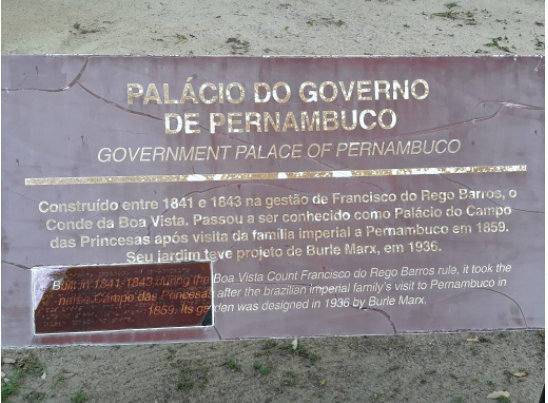 PALÁCIO DO GOVERNO
DE PERNAMBUCO
GOVERNMENT PALACE OF PERNAMBUCO
Construído entre 1841 e 1843 na gestão de Francisco do Rego Barros, o
Conde da Boa Vista. Passou a ser conhecido como Palácio do Campo
das Princesas após visita da família imperial a Pernambuco em 1859.
Seu jardim teve projeto de Burle Marx, em 1936.
Built in 1841/1843 during the Boa Vista Count Francisco do Rego Barros rule, it took the
name Campo das Princesas after the brazilian imperial family's visit to Pernambuco in
1859. Its garden was designed in 1936 by Burle Marx.